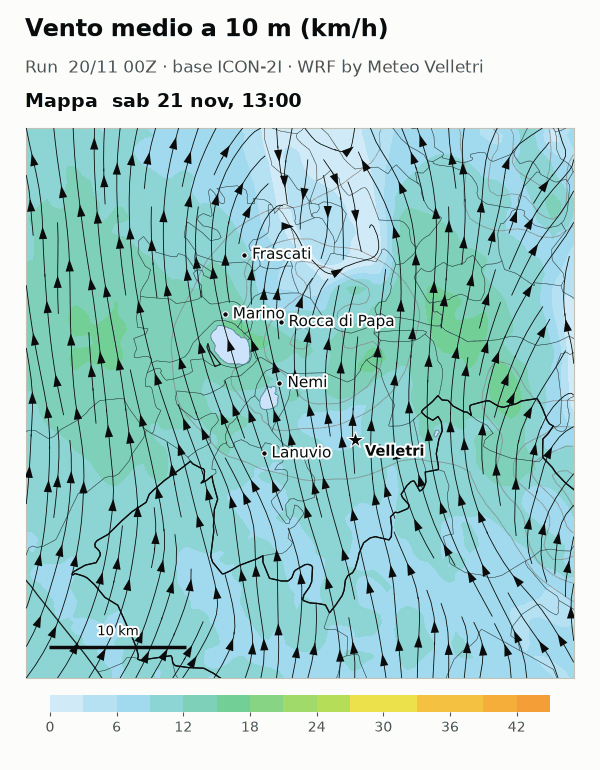 Vento medio a 10 m (km/h)
Run 20/11 00Z · base ICON-2I · WRF by Meteo Velletri
Mappa sab 21 nov, 13:00
Frascati
Marino
Rocca di Papa
Nemi
Velletri
Lanuvio
10 km
0 6 12 18 24 30 36 42